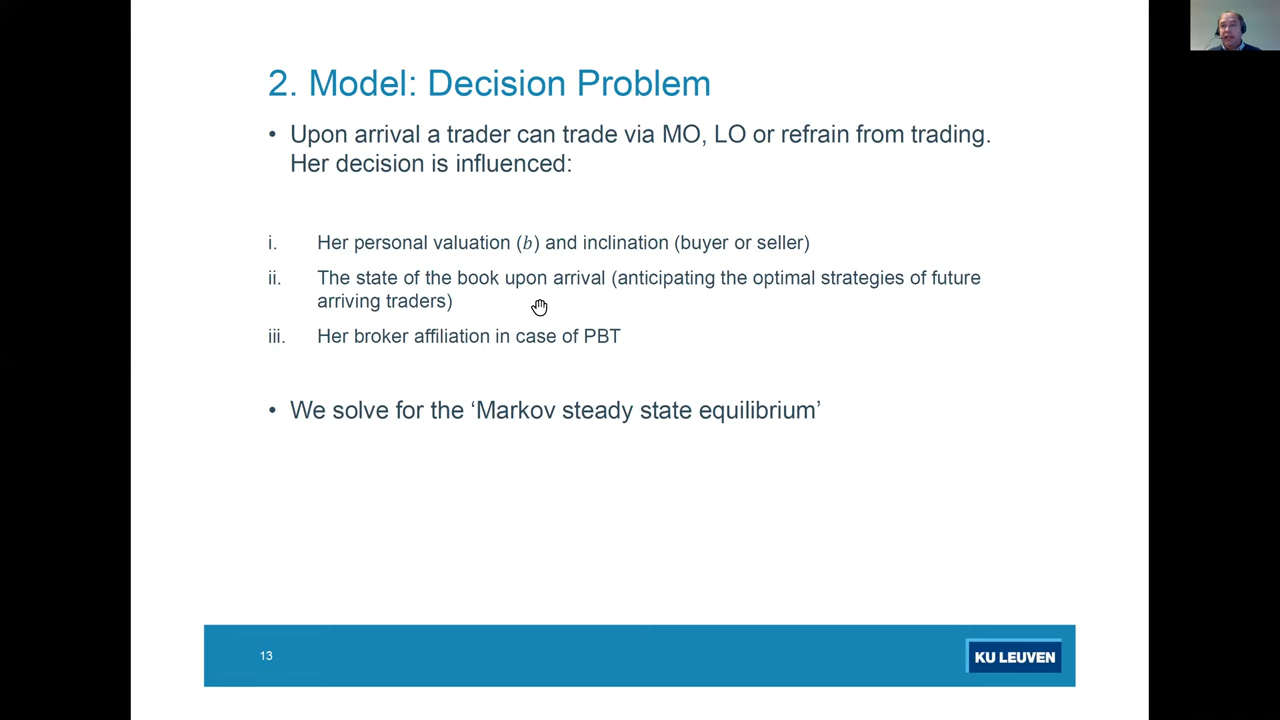 2. Model: Decision Problem
• Upon arrival a trader can trade via MO, LO or refrain from trading.
Her decision is influenced:
i. Her personal valuation (b) and inclination (buyer or seller)
ii. The state of the book upon arrival (anticipating the optimal strategies of future
arriving traders)
iii. Her broker affiliation in case of PBT
• We solve for the ‘Markov steady state equilibrium’
13
KU LEUVEN